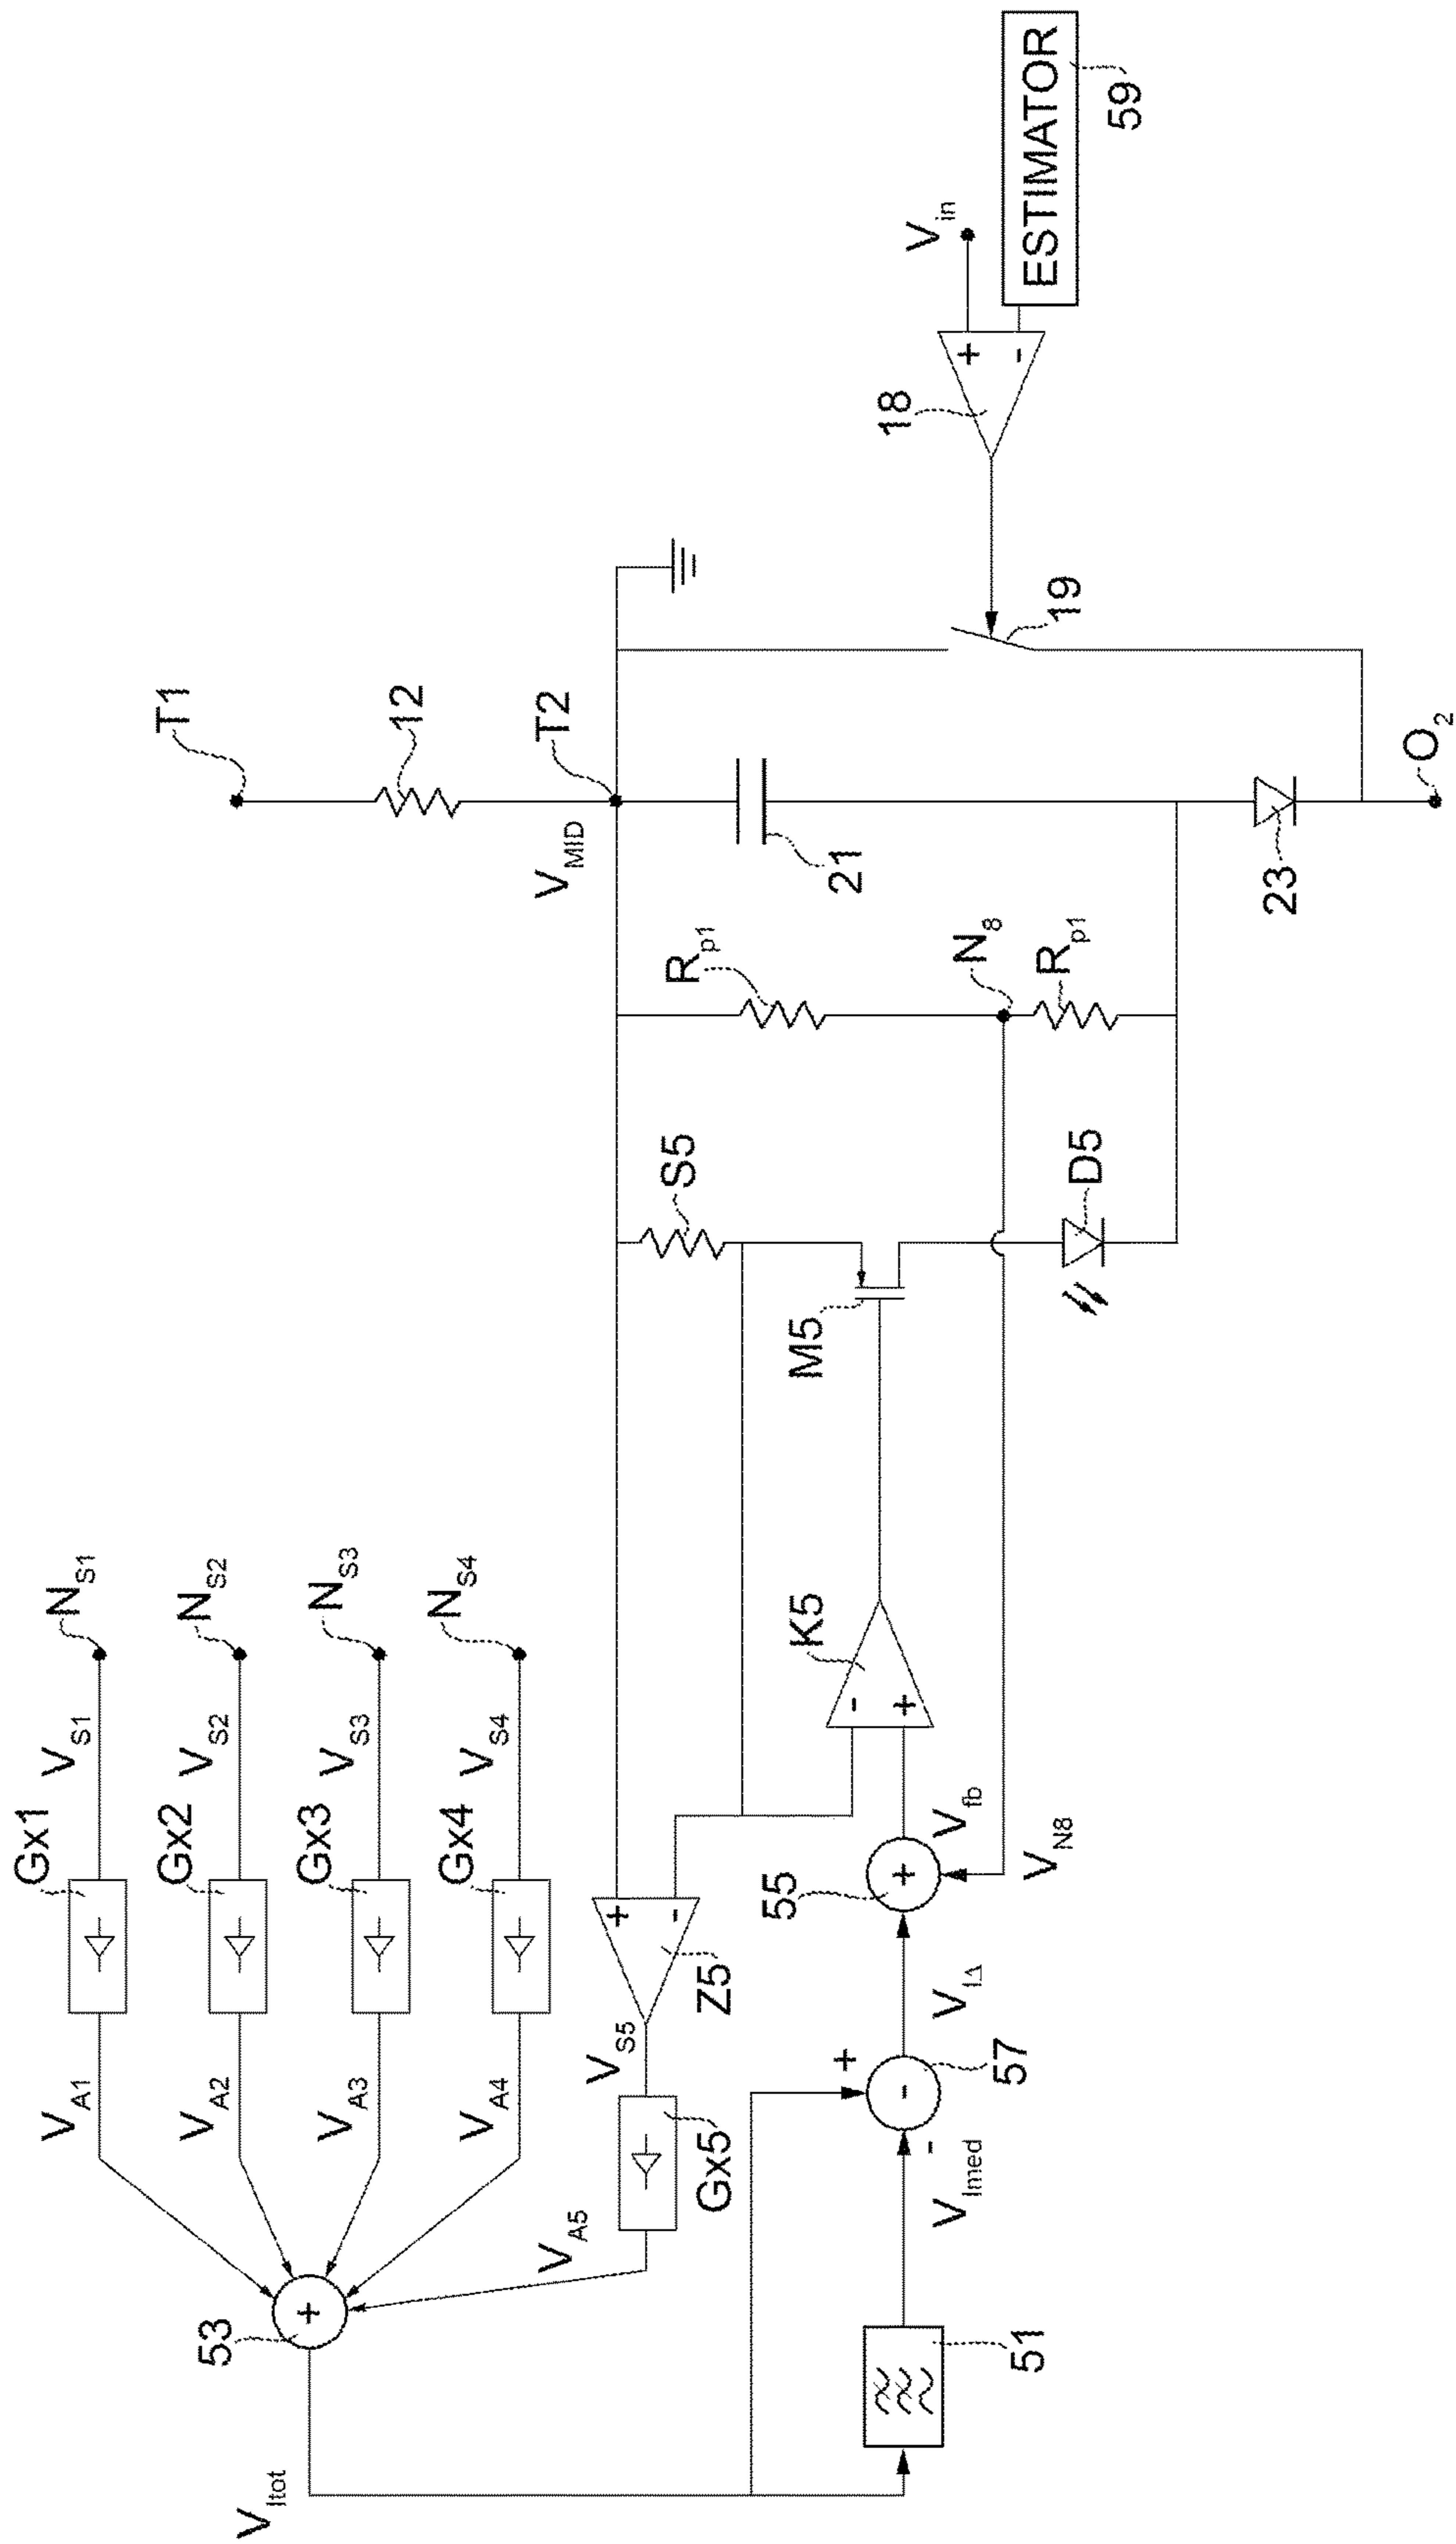 T1
12
T2
V_MID
21
R_p1
N_8
R_p1
S5
M5
D5
23
O_2
19
18
V_in
+
-
ESTIMATOR
59
N_S1
N_S2
N_S3
N_S4
V_S1
V_S2
V_S3
V_S4
Gx1
Gx2
Gx3
Gx4
V_A1
V_A2
V_A3
V_A4
+
53
V_Itot
+
-
Z5
V_S5
Gx5
V_A5
K5
-
+
V_fb
V_N8
+
55
V_IΔ
+
-
57
-
V_Imed
51